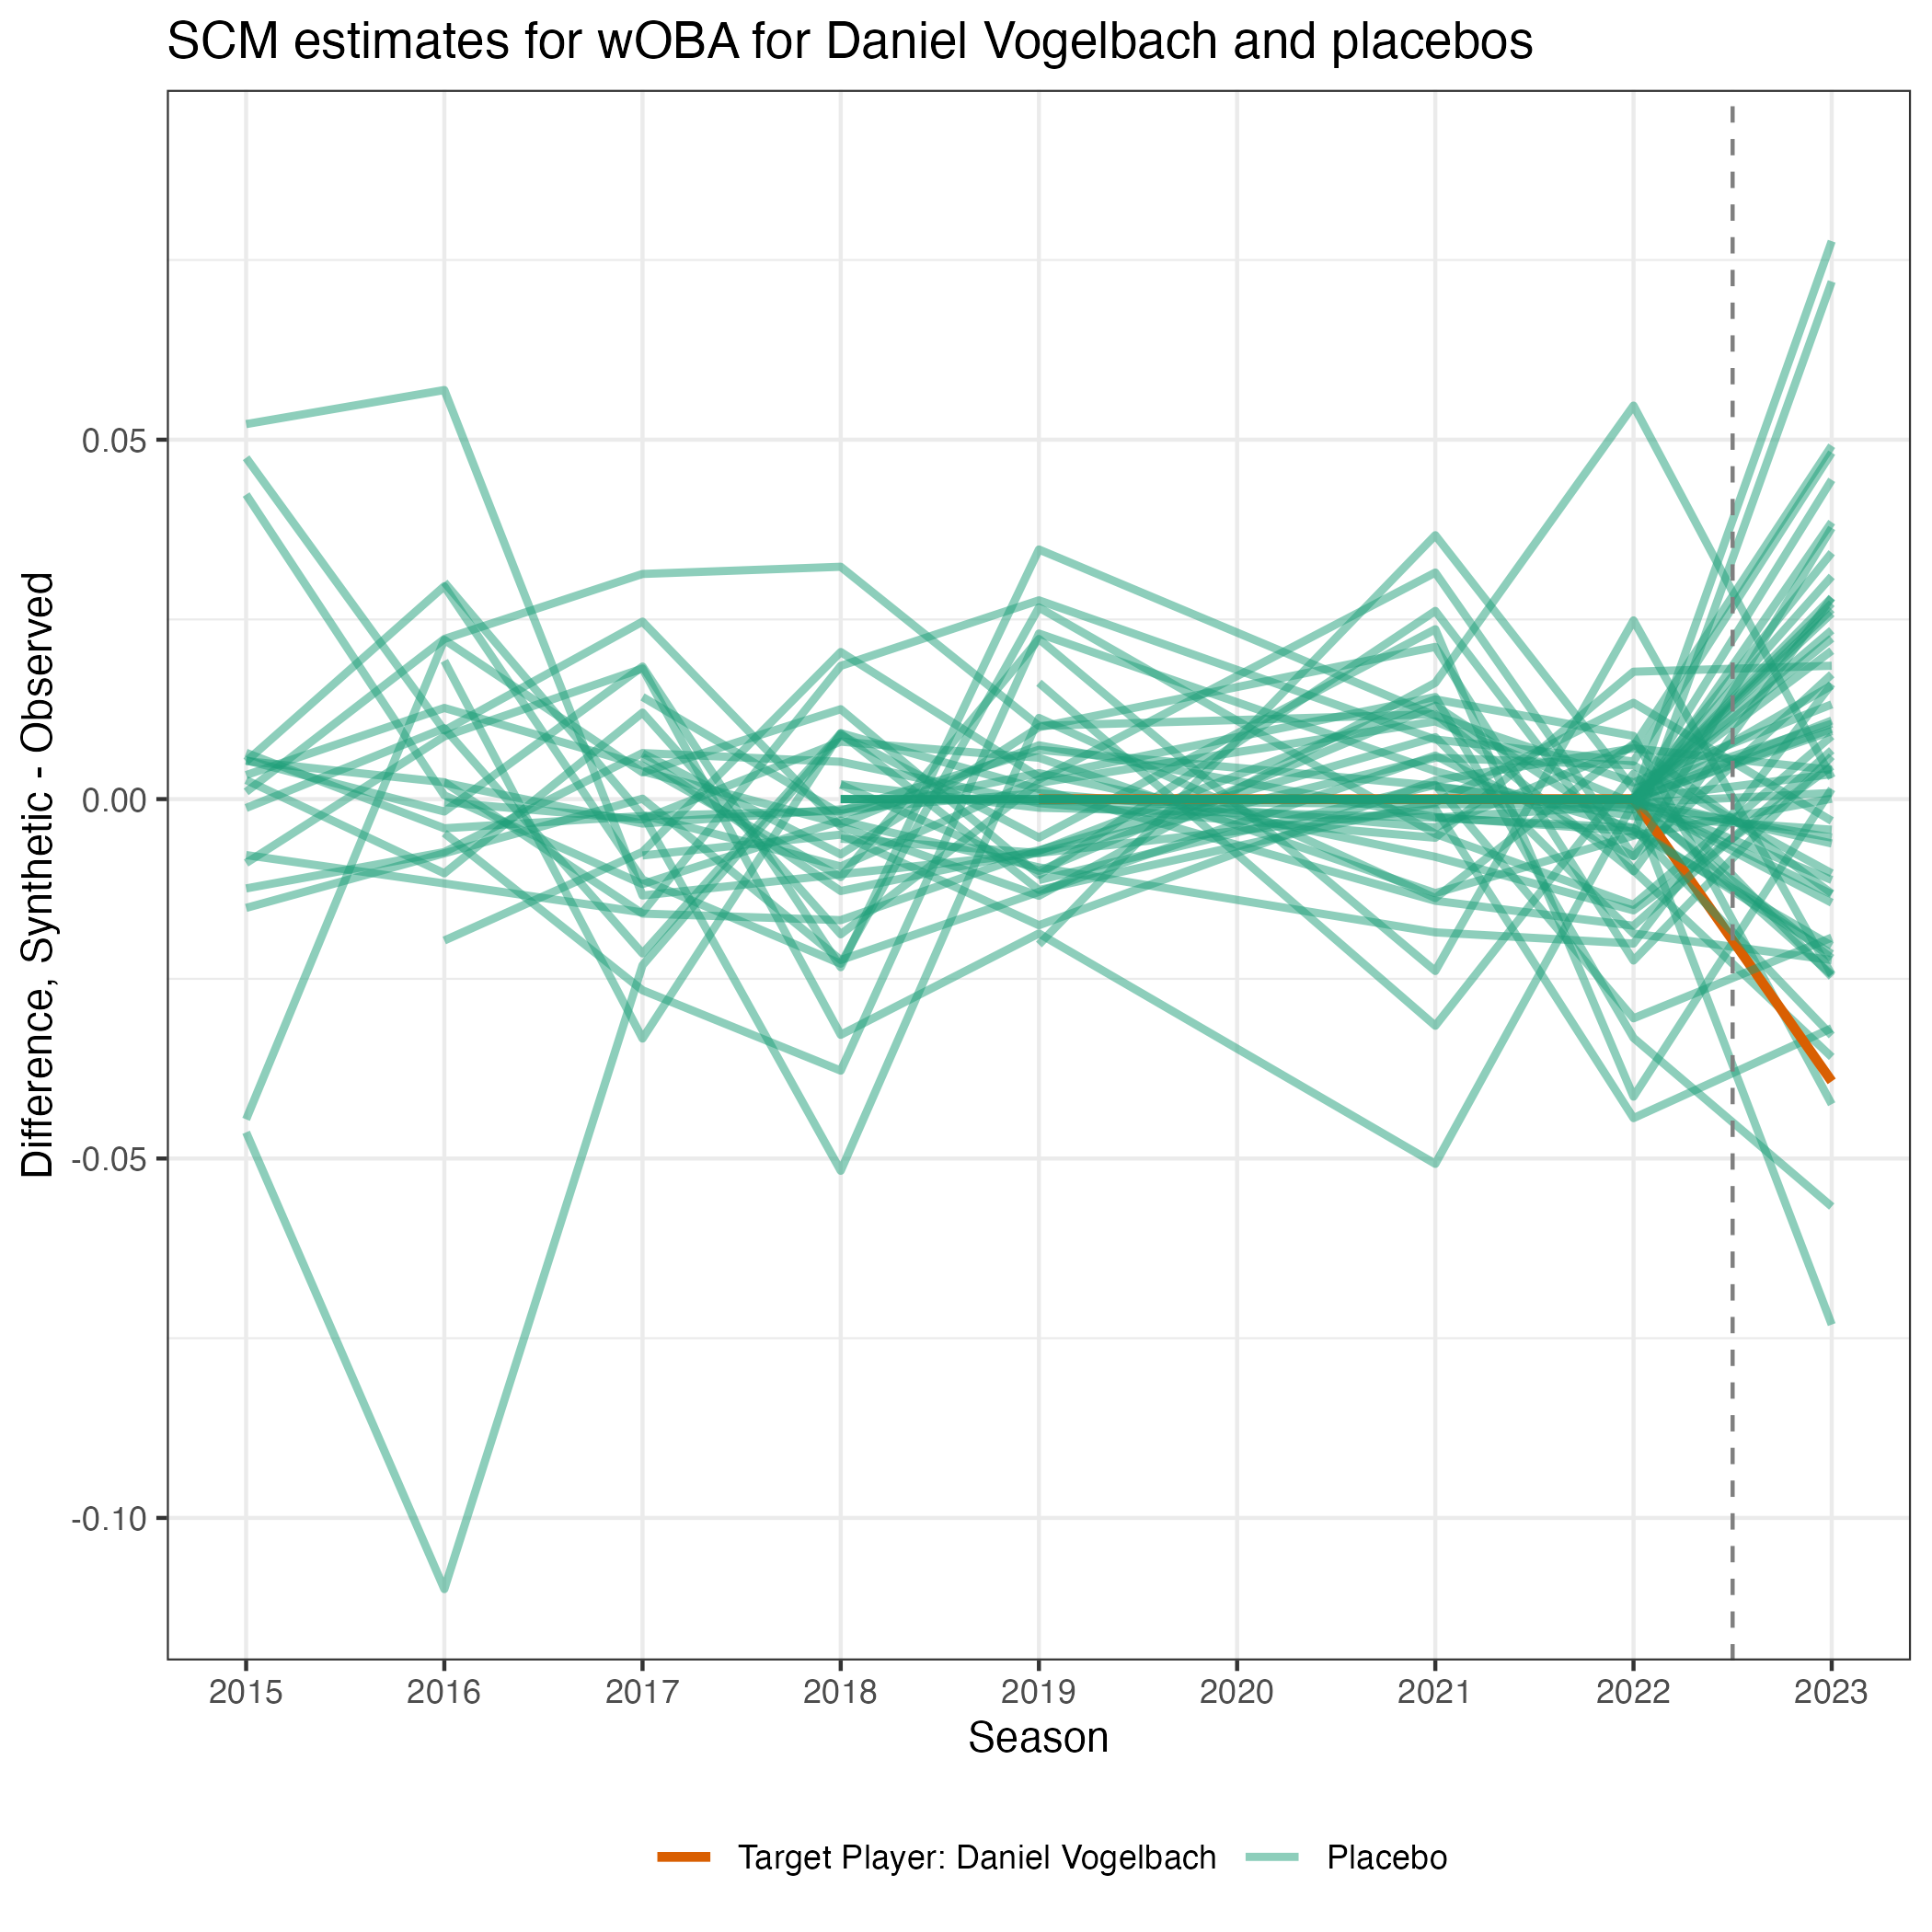 SCM estimates for wOBA for Daniel Vogelbach and placebos
Difference, Synthetic - Observed
0.05
0.00
-0.05
-0.10
2015 2016 2017 2018 2019 2020 2021 2022 2023
Season
Target Player: Daniel Vogelbach Placebo